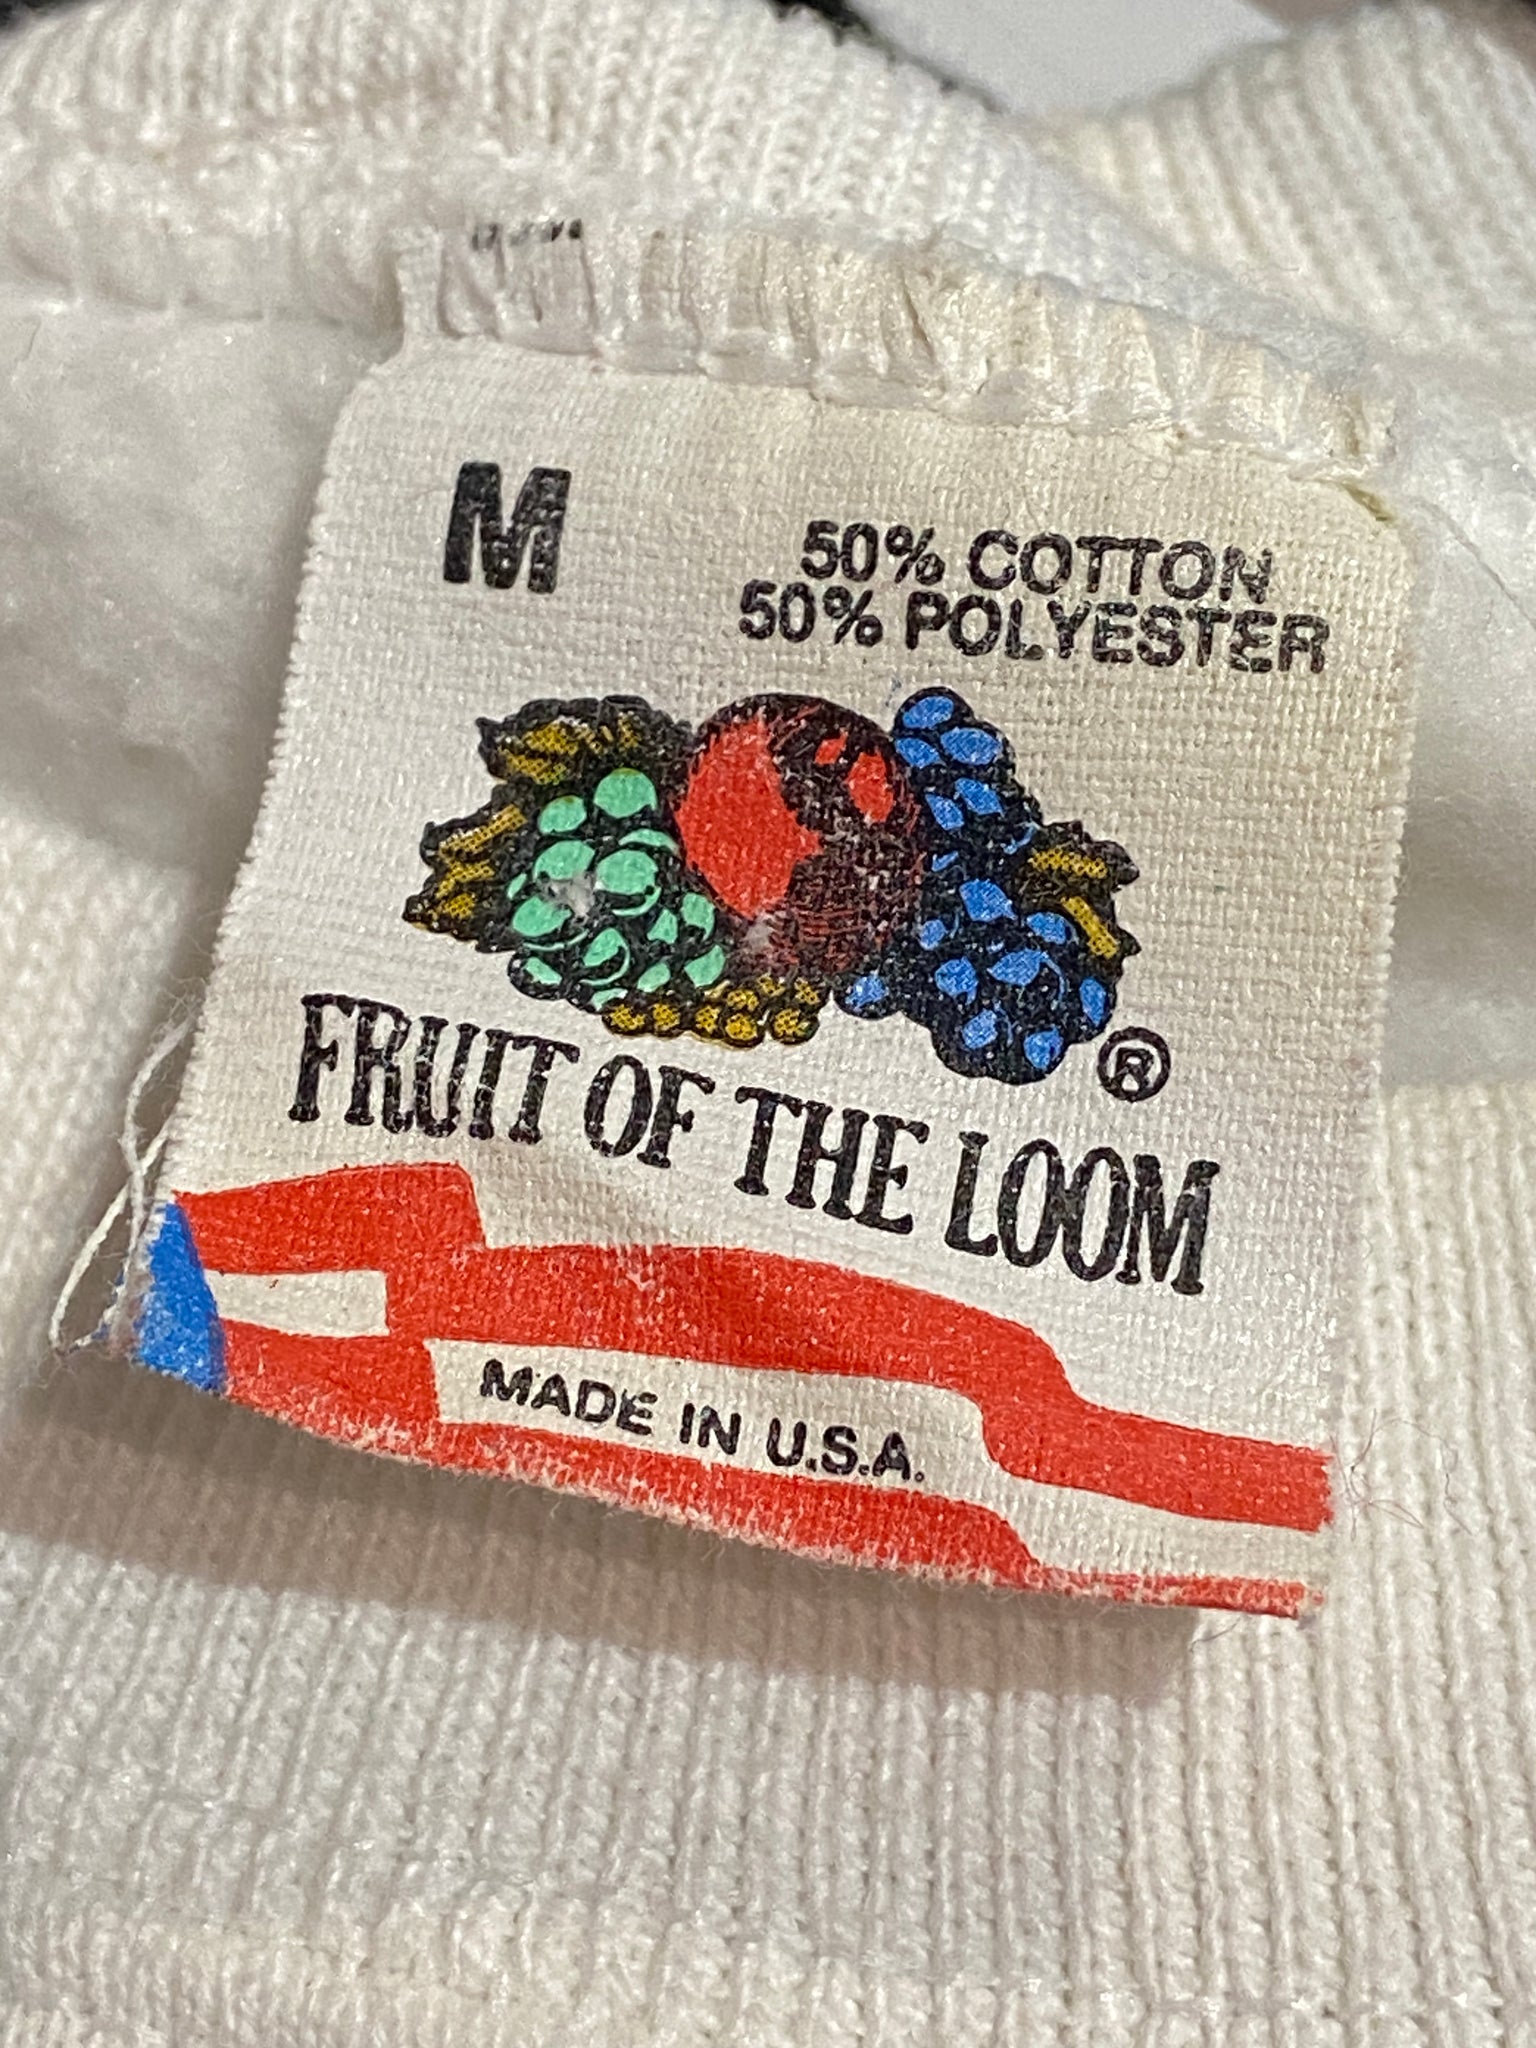 M
50% COTTON
50% POLYESTER
®
FRUIT OF THE LOOM
MADE IN U.S.A.